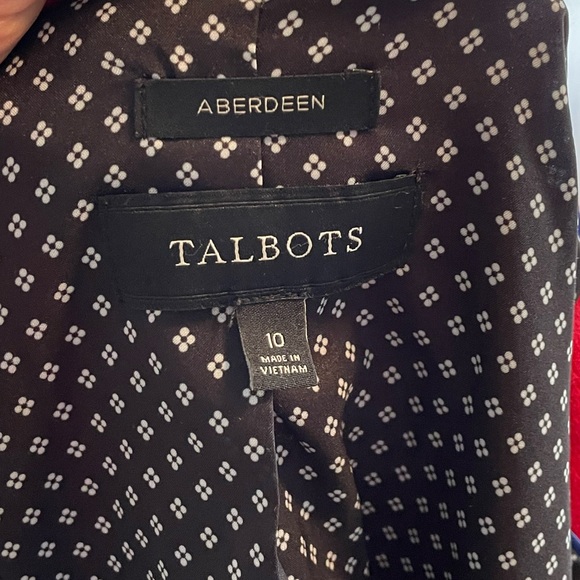 ABERDEEN
TALBOTS
10
MADE IN
VIETNAM